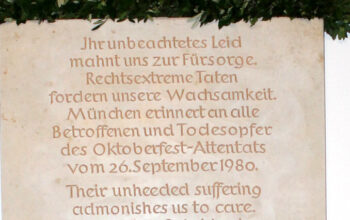 Ihr unbeachtetes Leid
mahnt uns zur Fürsorge.
Rechtsextreme Taten
fordern unsere Wachsamkeit.
München erinnert an alle
Betroffenen und Todesopfer
des Oktoberfest-Attentats
vom 26. September 1980.
Their unheeded suffering
admonishes us to care.